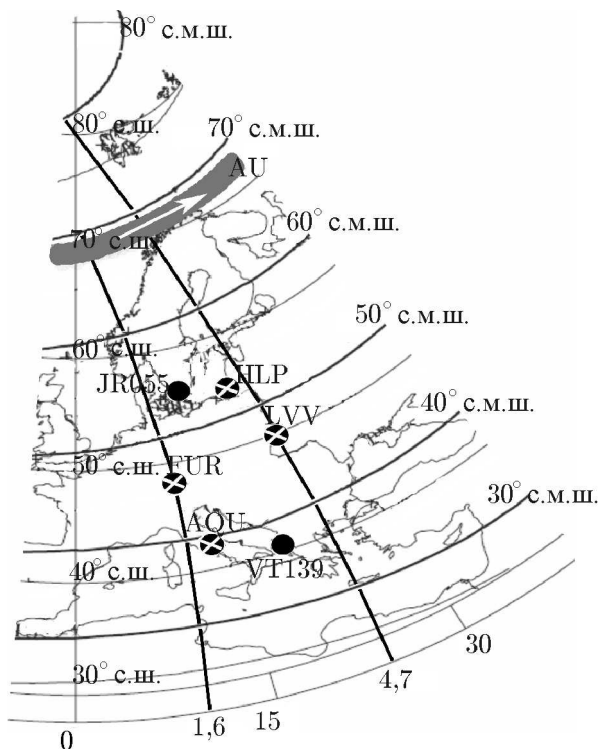 80° с.м.ш.
80° с.ш.
70° с.м.ш.
AU
70° с.ш.
60° с.м.ш.
60° с.ш.
50° с.м.ш.
JR055
HLP
LVV
40° с.м.ш.
50° с.ш.
FUR
30° с.м.ш.
AQU
VT139
40° с.ш.
30° с.ш.
30
4,7
15
1,6
0